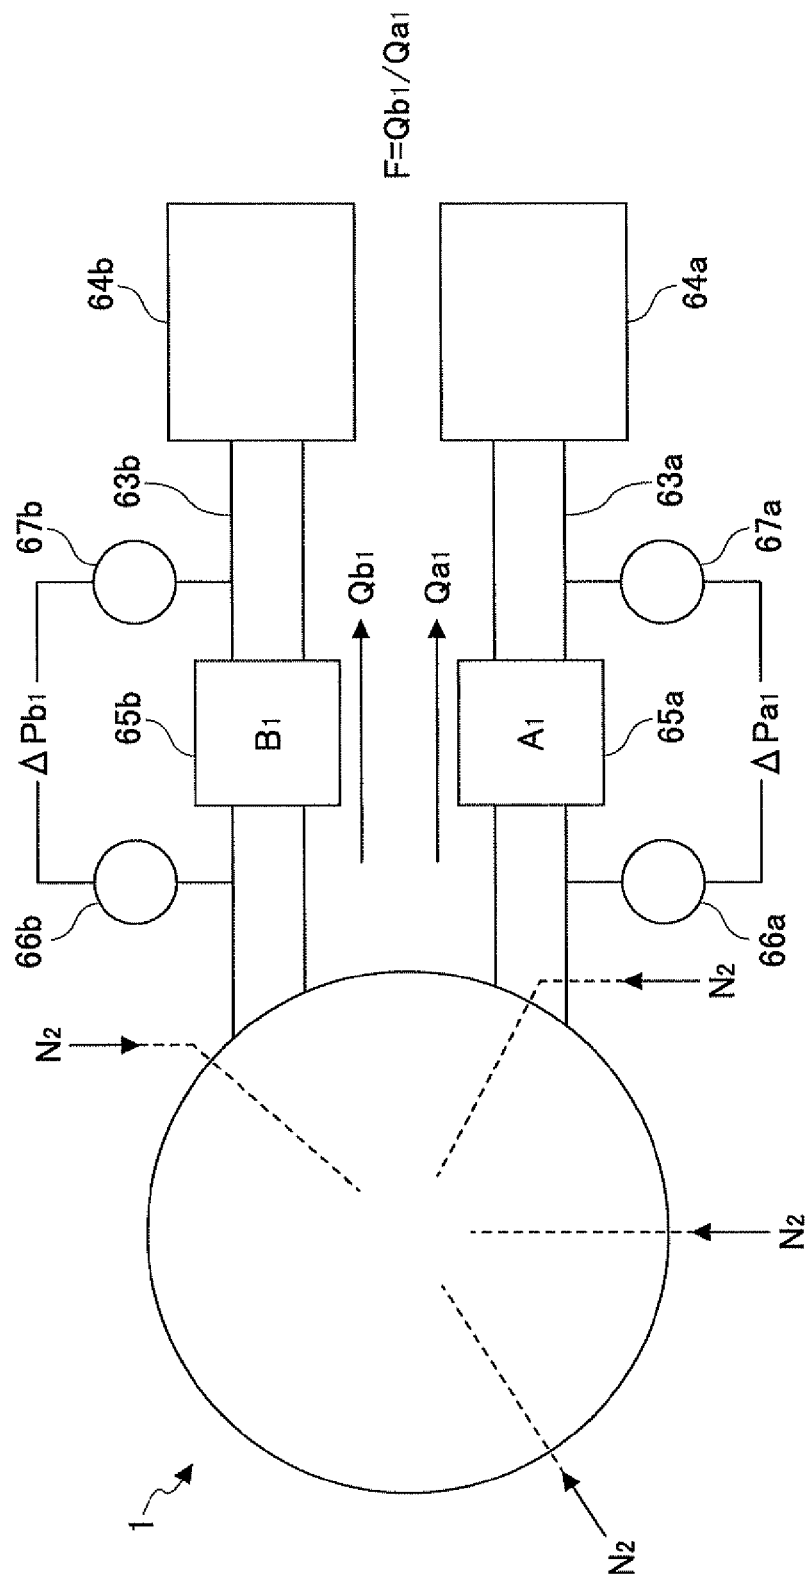 F=Qb1/Qa1
64b
64a
63b
63a
67b
67a
Qb1
Qa1
ΔPb1
65b
B1
A1
65a
ΔPa1
66b
66a
N2
N2
N2
N2
1